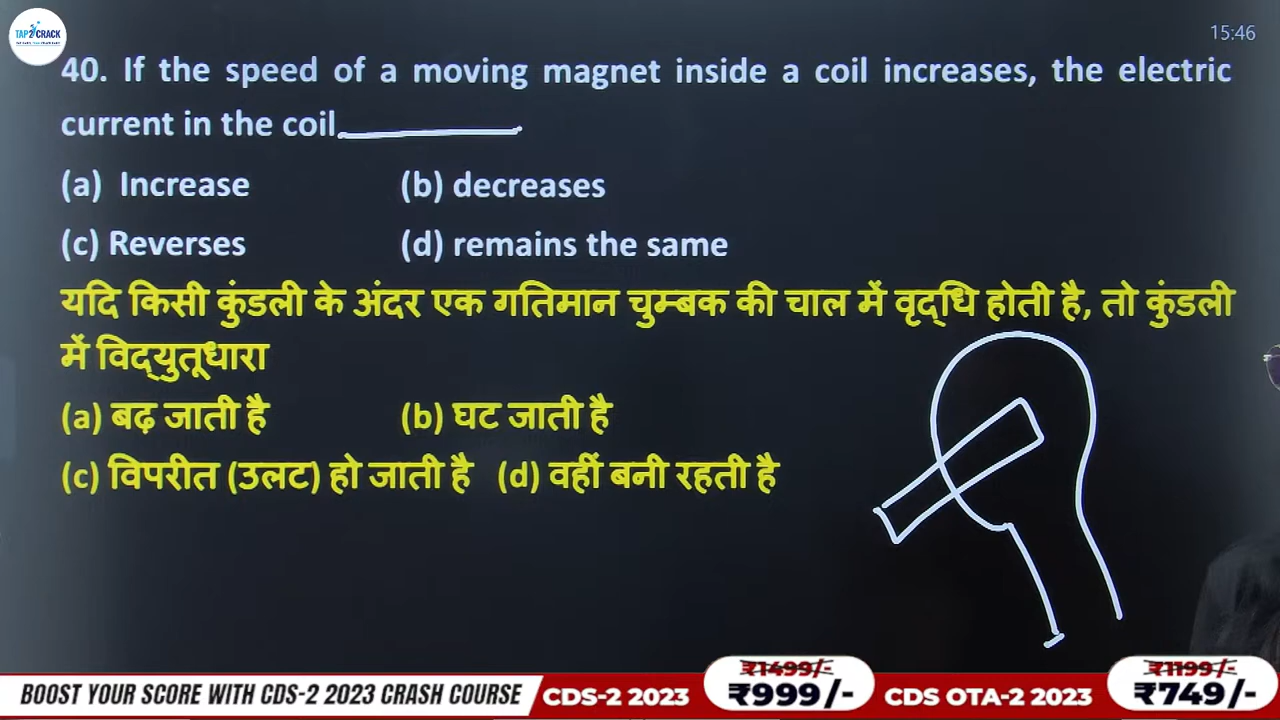 TAP2CRACK
15:46
40. If the speed of a moving magnet inside a coil increases, the electric
current in the coil
(a) Increase (b) decreases
(c) Reverses (d) remains the same
यदि किसी कुंडली के अंदर एक गतिमान चुम्बक की चाल में वृद्धि होती है, तो कुंडली
में विद्युतूधारा
(a) बढ़ जाती है (b) घट जाती है
(c) विपरीत (उलट) हो जाती है (d) वहीं बनी रहती है
BOOST YOUR SCORE WITH CDS-2 2023 CRASH COURSE CDS-2 2023 ₹1499/- ₹999/- CDS OTA-2 2023 ₹1199/- ₹749/-